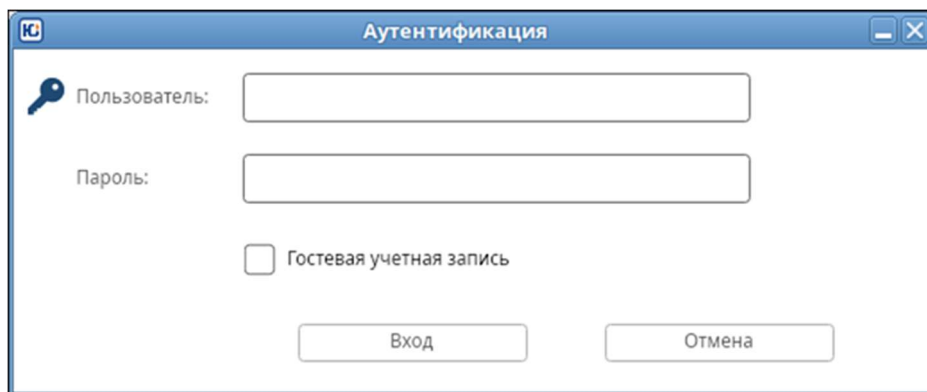 Аутентификация
Пользователь:
Пароль:
Гостевая учетная запись
Вход Отмена